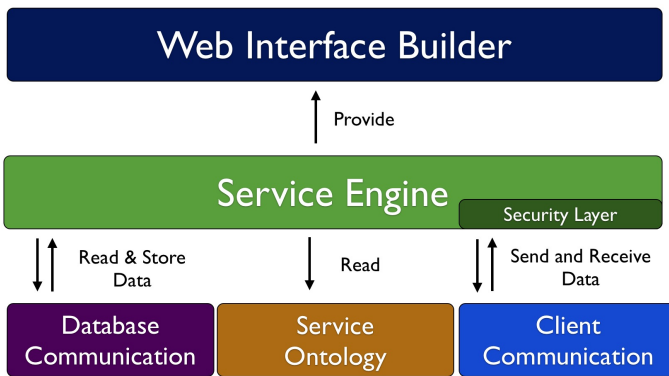 Web Interface Builder
Provide
Service Engine
Security Layer
Read & Store
Data
Read
Send and Receive
Data
Database
Communication
Service
Ontology
Client
Communication